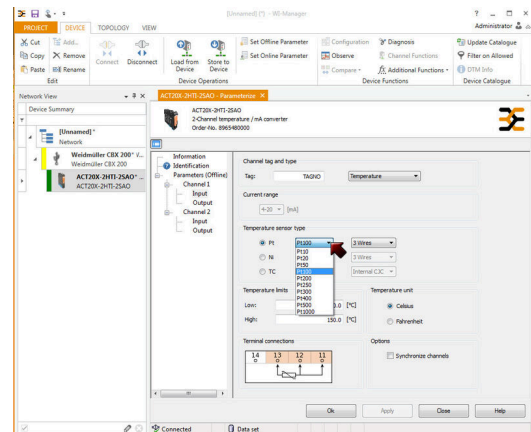 [Unnamed] (*) - WI-Manager
PROJECT DEVICE TOPOLOGY VIEW Administrator
Cut Add... Set Offline Parameter Configuration Diagnosis Update Catalogue
Copy Remove Connect Disconnect Load from Device Store to Device Set Online Parameter Observe Channel Functions Filter on Allowed
Paste Rename Compare Additional Functions DTM Info
Edit Device Operations Device Functions Device Catalogue
Network View
Device Summary
[Unnamed]*
Network
Weidmüller CBX 200* 'V...
Weidmüller CBX 200
ACT20X-2HTI-2SAO* ...
ACT20X-2HTI-2SAO
ACT20X-2HTI-2SAO - Parameterize
ACT20X-2HTI-2SAO
2-Channel temperature / mA converter
Order-No. 8965480000
Information
Identification
Parameters (Offline)
Channel 1
Input
Output
Channel 2
Input
Output
Channel tag and type
Tag: TAGNO Temperature
Current range
4-20 [mA]
Temperature sensor type
Pt Pt100 3 Wires
Ni 3 Wires
TC Internal CJC
Pt10
Pt20
Pt50
Pt100
Pt200
Pt250
Pt300
Pt400
Pt500
Pt1000
Temperature limits Temperature unit
Low: 0.0 [°C] Celsius
High: 150.0 [°C] Fahrenheit
Terminal connections Options
14 13 12 11 Synchronize channels
Ok Apply Close Help
Connected Data set